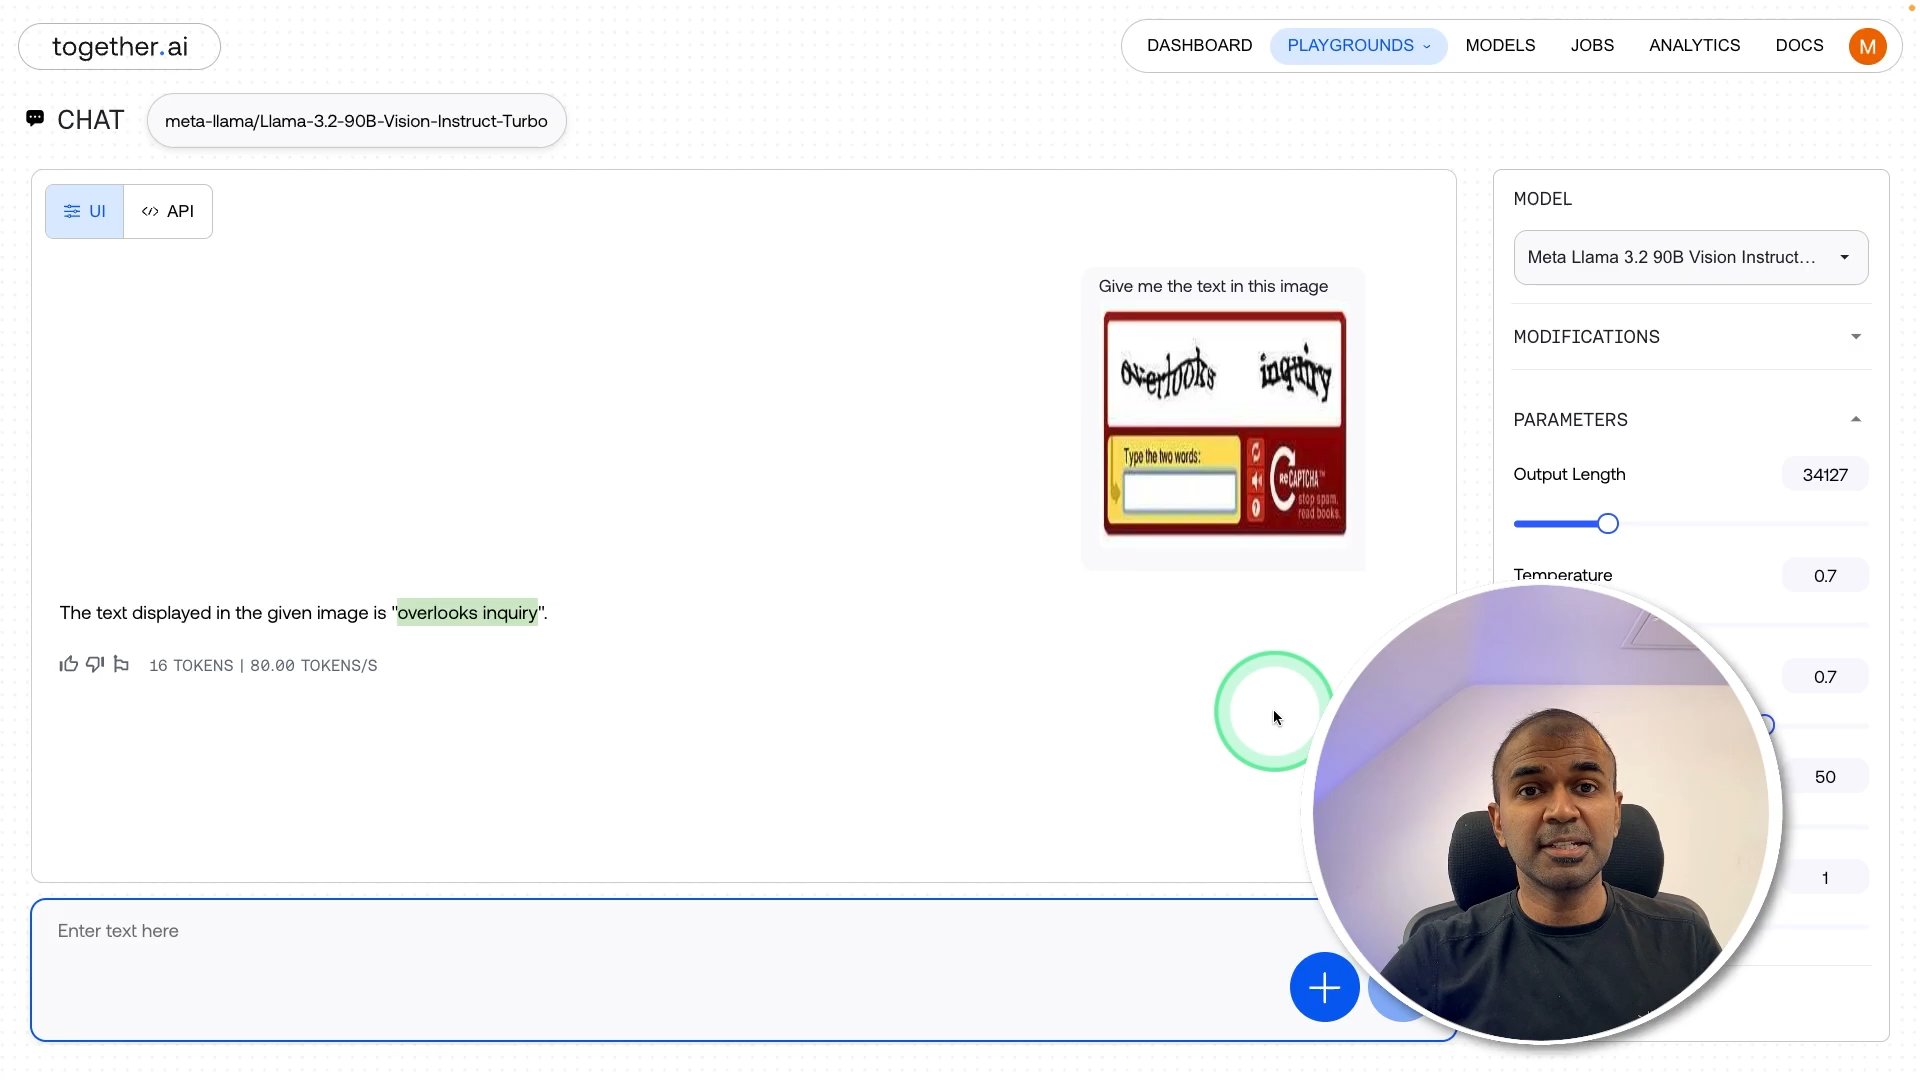 together.ai
DASHBOARD PLAYGROUNDS MODELS JOBS ANALYTICS DOCS M
CHAT meta-llama/Llama-3.2-90B-Vision-Instruct-Turbo
UI API
Give me the text in this image
overlooks inquiry
Type the two words:
reCAPTCHA™
stop spam.
read books.
The text displayed in the given image is "overlooks inquiry".
16 TOKENS | 80.00 TOKENS/S
Enter text here
MODEL
Meta Llama 3.2 90B Vision Instruct...
MODIFICATIONS
PARAMETERS
Output Length 34127
Temperature 0.7
0.7
50
1